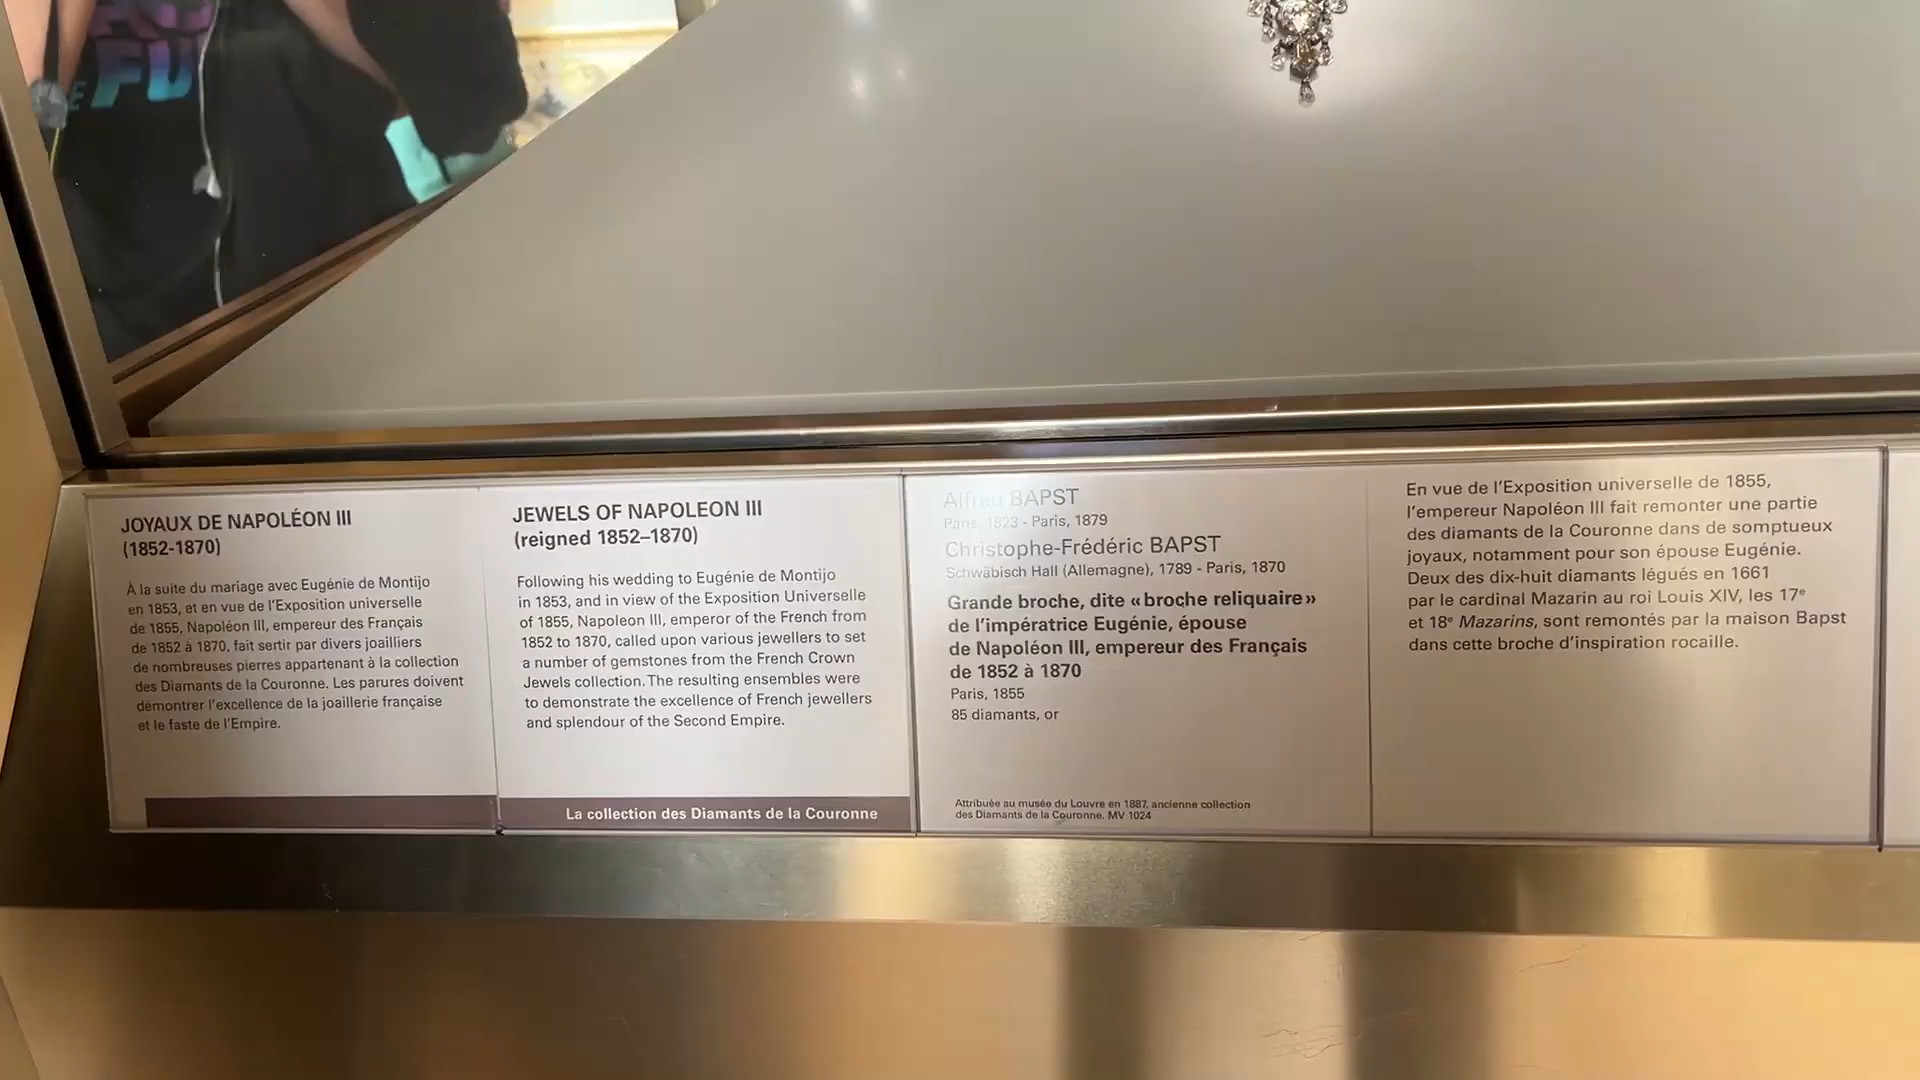 FU
JOYAUX DE NAPOLÉON III
(1852-1870)
À la suite du mariage avec Eugénie de Montijo
en 1853, et en vue de l'Exposition universelle
de 1855, Napoléon III, empereur des Français
de 1852 à 1870, fait sertir par divers joailliers
de nombreuses pierres appartenant à la collection
des Diamants de la Couronne. Les parures doivent
démontrer l'excellence de la joaillerie française
et le faste de l'Empire.
JEWELS OF NAPOLEON III
(reigned 1852–1870)
Following his wedding to Eugénie de Montijo
in 1853, and in view of the Exposition Universelle
of 1855, Napoleon III, emperor of the French from
1852 to 1870, called upon various jewellers to set
a number of gemstones from the French Crown
Jewels collection. The resulting ensembles were
to demonstrate the excellence of French jewellers
and splendour of the Second Empire.
La collection des Diamants de la Couronne
Alfred BAPST
Paris, 1823 - Paris, 1879
Christophe-Frédéric BAPST
Schwäbisch Hall (Allemagne), 1789 - Paris, 1870
Grande broche, dite «broche reliquaire»
de l'impératrice Eugénie, épouse
de Napoléon III, empereur des Français
de 1852 à 1870
Paris, 1855
85 diamants, or
Attribuée au musée du Louvre en 1887, ancienne collection
des Diamants de la Couronne. MV 1024
En vue de l'Exposition universelle de 1855,
l'empereur Napoléon III fait remonter une partie
des diamants de la Couronne dans de somptueux
joyaux, notamment pour son épouse Eugénie.
Deux des dix-huit diamants légués en 1661
par le cardinal Mazarin au roi Louis XIV, les 17e
et 18e Mazarins, sont remontés par la maison Bapst
dans cette broche d'inspiration rocaille.